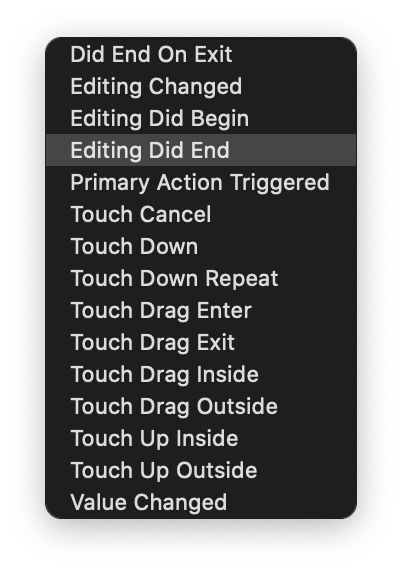 Did End On Exit
Editing Changed
Editing Did Begin
Editing Did End
Primary Action Triggered
Touch Cancel
Touch Down
Touch Down Repeat
Touch Drag Enter
Touch Drag Exit
Touch Drag Inside
Touch Drag Outside
Touch Up Inside
Touch Up Outside
Value Changed